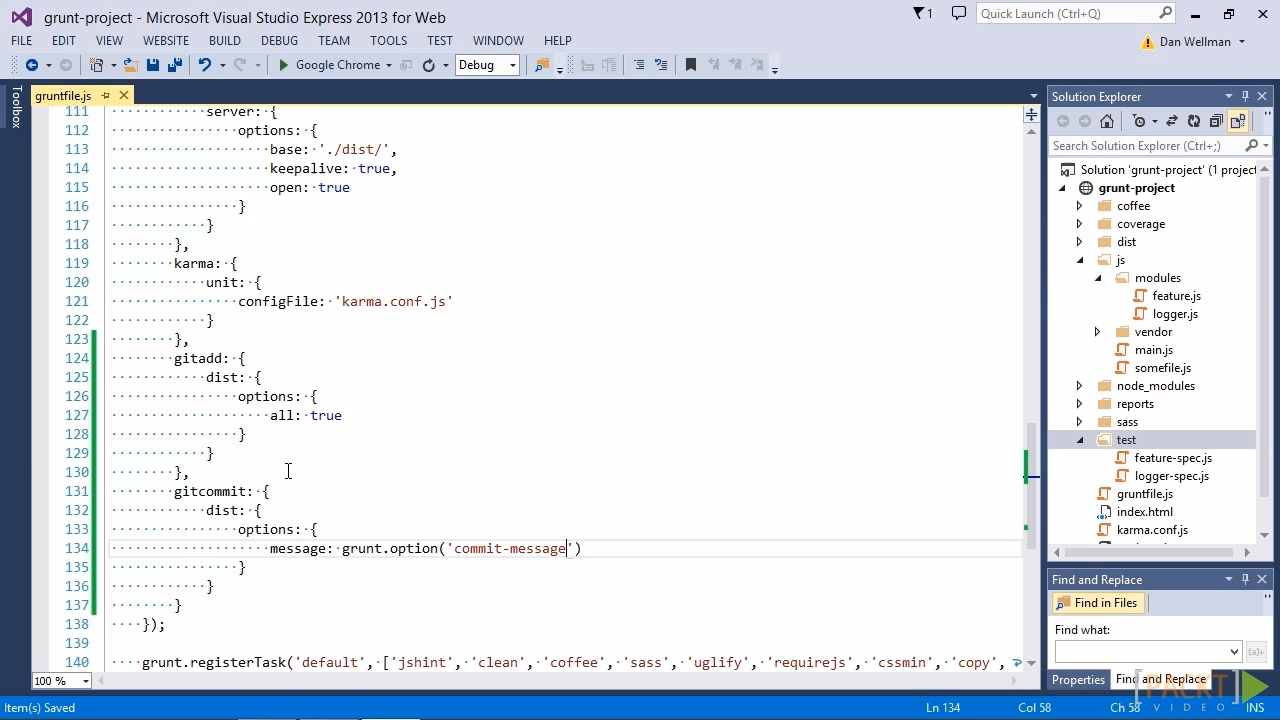 grunt-project - Microsoft Visual Studio Express 2013 for Web
1
Quick Launch (Ctrl+Q)
FILE EDIT VIEW WEBSITE BUILD DEBUG TEAM TOOLS TEST WINDOW HELP
Dan Wellman
Google Chrome
Debug
Toolbox
gruntfile.js
111 server: {
112 options: {
113 base: './dist/',
114 keepalive: true,
115 open: true
116 }
117 }
118 },
119 karma: {
120 unit: {
121 configFile: 'karma.conf.js'
122 }
123 },
124 gitadd: {
125 dist: {
126 options: {
127 all: true
128 }
129 }
130 },
131 gitcommit: {
132 dist: {
133 options: {
134 message: grunt.option('commit-message')
135 }
136 }
137 }
138 });
139
140 grunt.registerTask('default', ['jshint', 'clean', 'coffee', 'sass', 'uglify', 'requirejs', 'cssmin', 'copy',
100 %
Solution Explorer
Search Solution Explorer (Ctrl+;)
Solution 'grunt-project' (1 project
grunt-project
coffee
coverage
dist
js
modules
feature.js
logger.js
vendor
main.js
somefile.js
node_modules
reports
sass
test
feature-spec.js
logger-spec.js
gruntfile.js
index.html
karma.conf.js
Find and Replace
Find in Files
Find what:
(a)+
Properties
Find and Replace
[PACKT]
VIDEO
Item(s) Saved
Ln 134
Col 58
Ch 58
INS